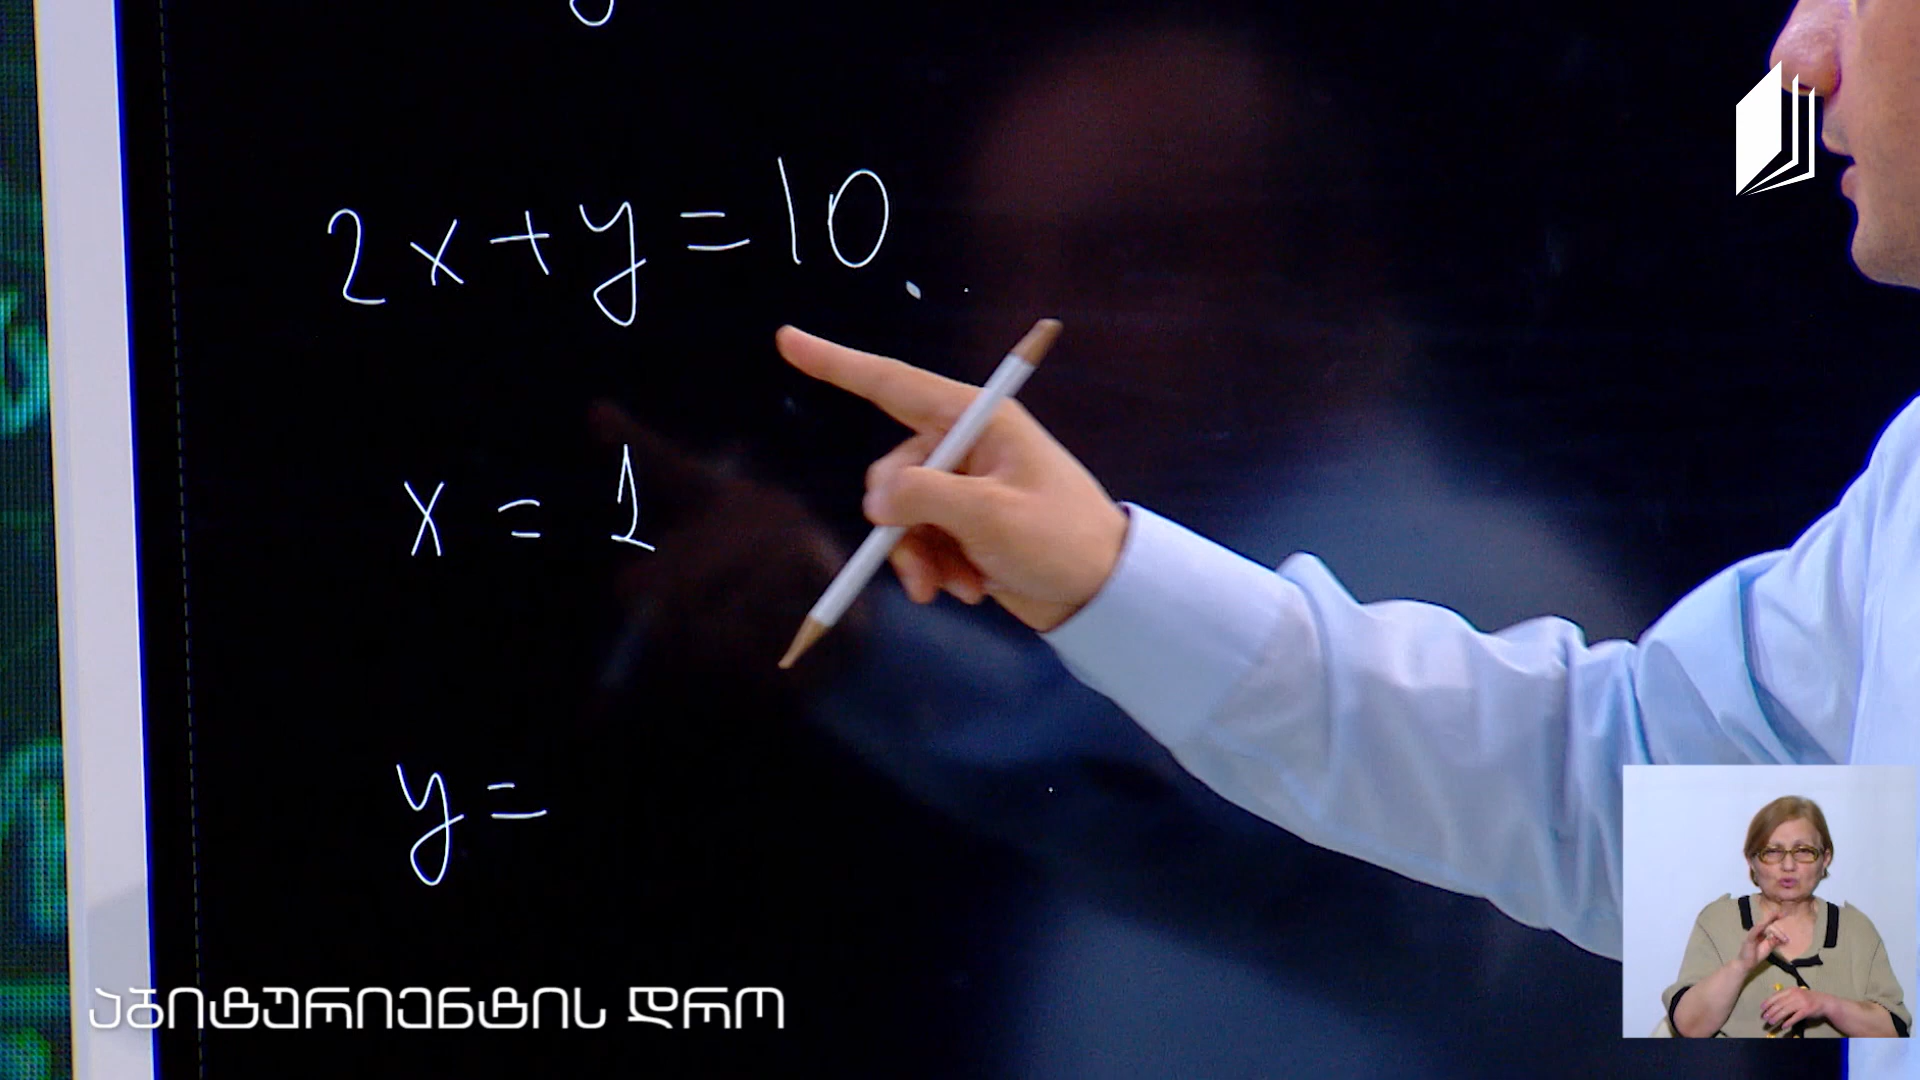 2x+y=10.
x = 1
y =
აბიტურიენტის დრო